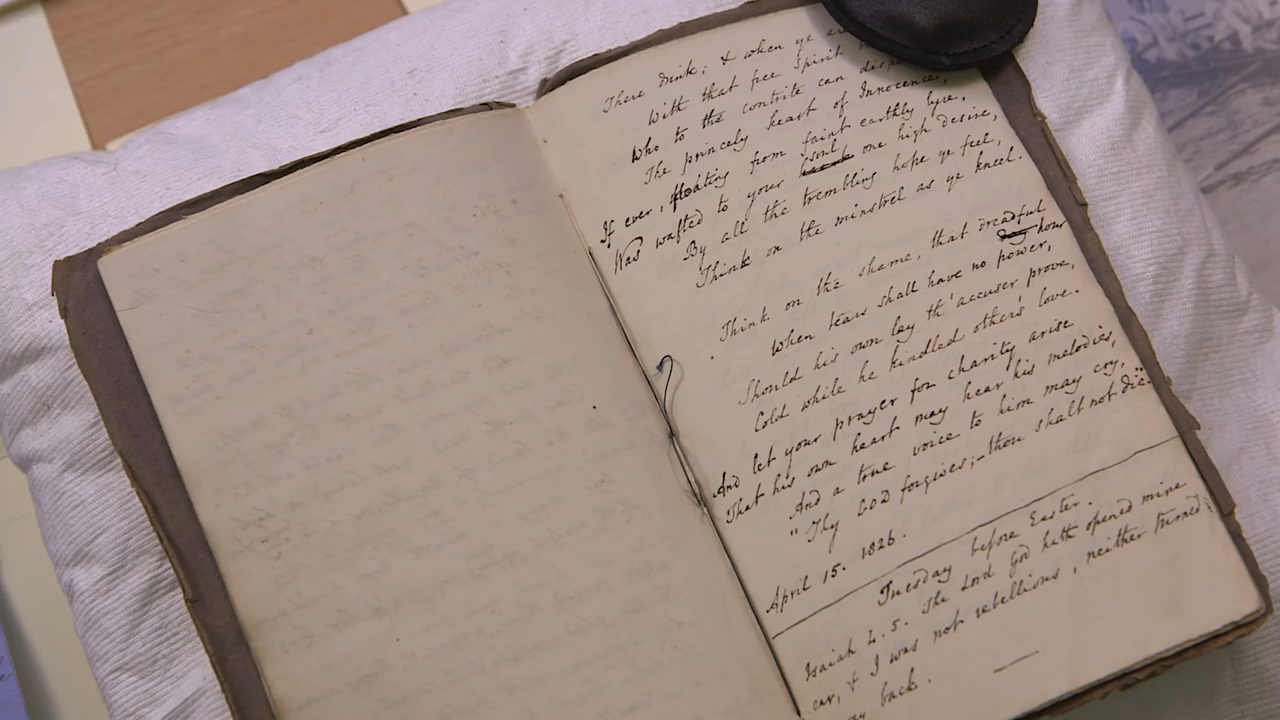 There drink; & when ye are
With that free Spirit
Who to the contrite can
The princely heart of Innocence,
If ever, floating from faint earthly lyre,
Was wafted to your soul one high desire,
By all the trembling hope ye feel,
Think on the minstrel as ye kneel.
Think on the shame, that dreadful hour
When tears shall have no power,
Should his own lay th' accuser prove,
Cold while he kindled others' love.
And let your prayer for charity arise
That his own heart may hear his melodies,
And a true voice to him may cry,
"Thy GOD forgives;—thou shalt not die."
April 15. 1826.
Tuesday before Easter.
Isaiah L. 5. The Lord God hath opened mine
ear, & I was not rebellious, neither turned
back.